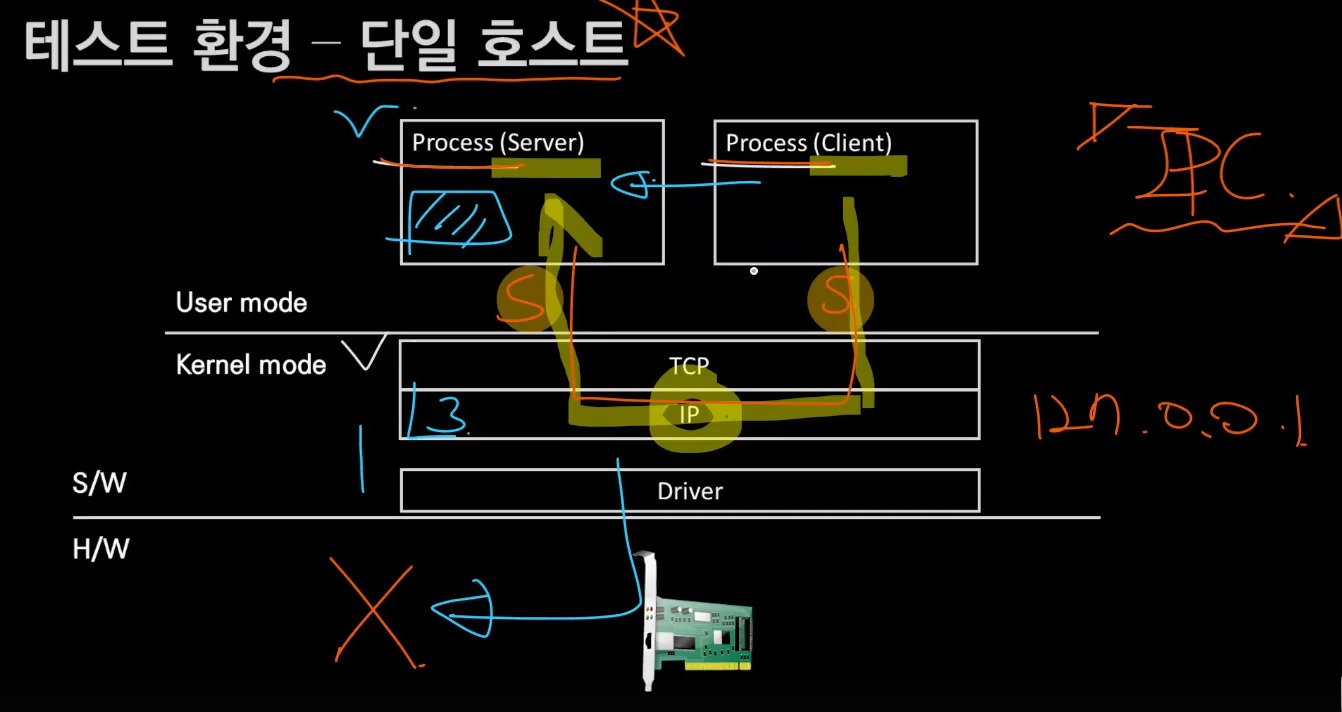 테스트 환경 – 단일 호스트
Process (Server)
Process (Client)
IPC.
S
S
User mode
Kernel mode
TCP
L3.
IP
127.0.0.1
S/W
Driver
H/W
X